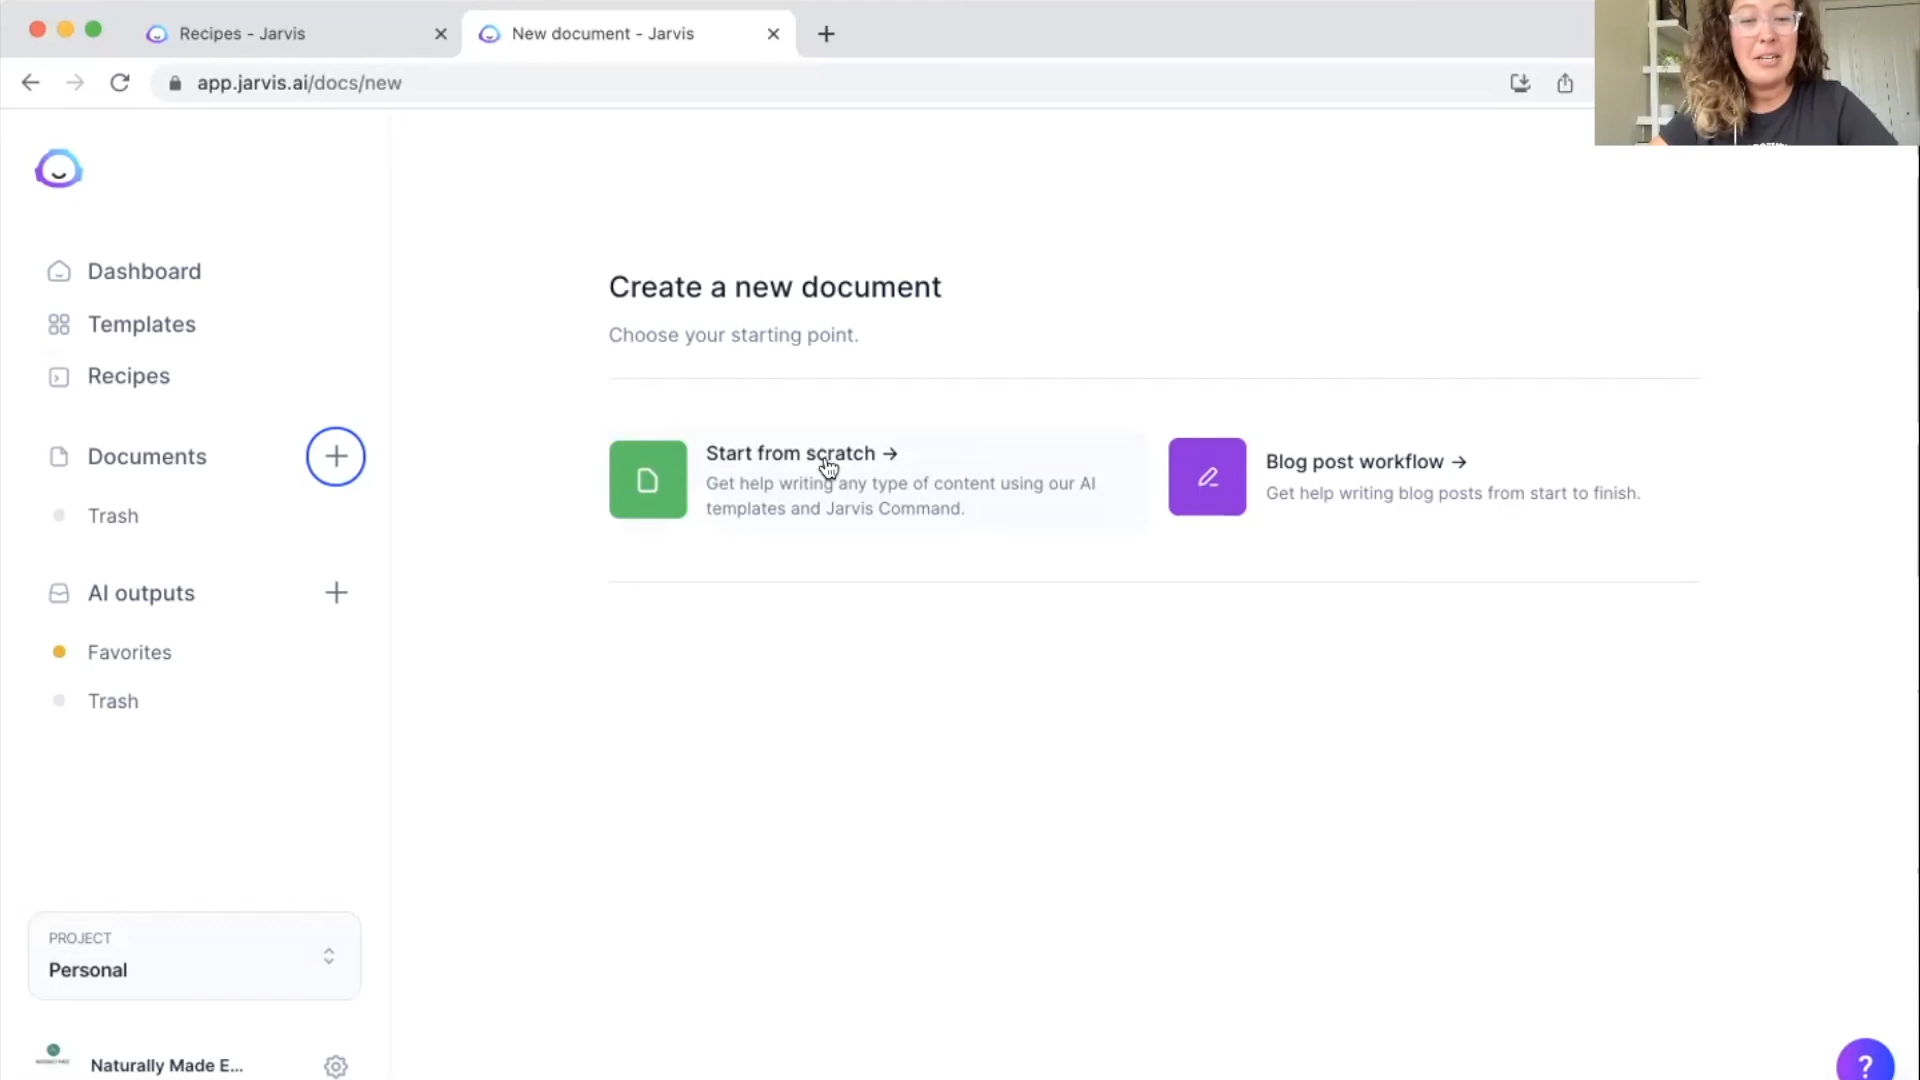 Recipes - Jarvis
New document - Jarvis
app.jarvis.ai/docs/new
Dashboard
Templates
Recipes
Documents
Trash
AI outputs
Favorites
Trash
PROJECT
Personal
Naturally Made E...
Create a new document
Choose your starting point.
Start from scratch →
Get help writing any type of content using our AI
templates and Jarvis Command.
Blog post workflow →
Get help writing blog posts from start to finish.
?